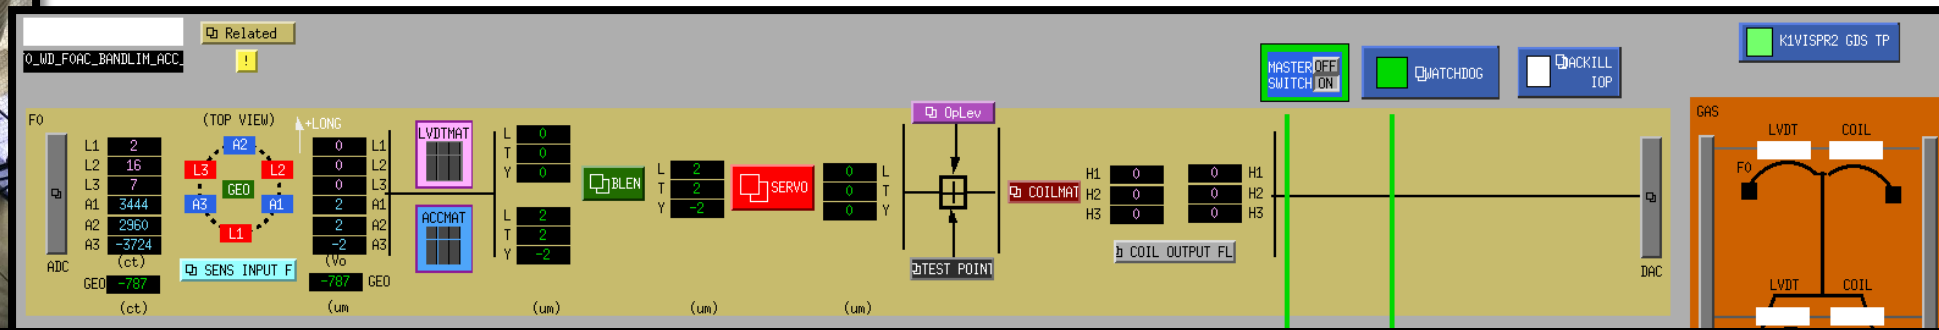 Related
K1VISPR2 GDS TP
O_WD_FOAC_BANDLIM_ACC_
!
MASTER OFF
SWITCH ON
WATCHDOG
DACKILL
IOP
F0
(TOP VIEW)
+LONG
OpLev
GAS
LVDT COIL
L1 2
L2 16
L3 7
A1 3444
A2 2960
A3 -3724
(ct)
GEO -787
(ct)
ADC
A2
L3 L2
GEO
A3 A1
L1
SENS INPUT F
0 L1
0 L2
0 L3
2 A1
2 A2
-2 A3
(Vo
-787 GEO
(um
LVDTMAT
ACCMAT
L 0
T 0
Y 0
L 2
T 2
Y -2
(um)
BLEN
L 2
T 2
Y -2
(um)
SERVO
0 L
0 T
0 Y
(um)
TEST POINT
COILMAT
H1 0
H2 0
H3 0
0 H1
0 H2
0 H3
COIL OUTPUT FL
DAC
F0
LVDT COIL